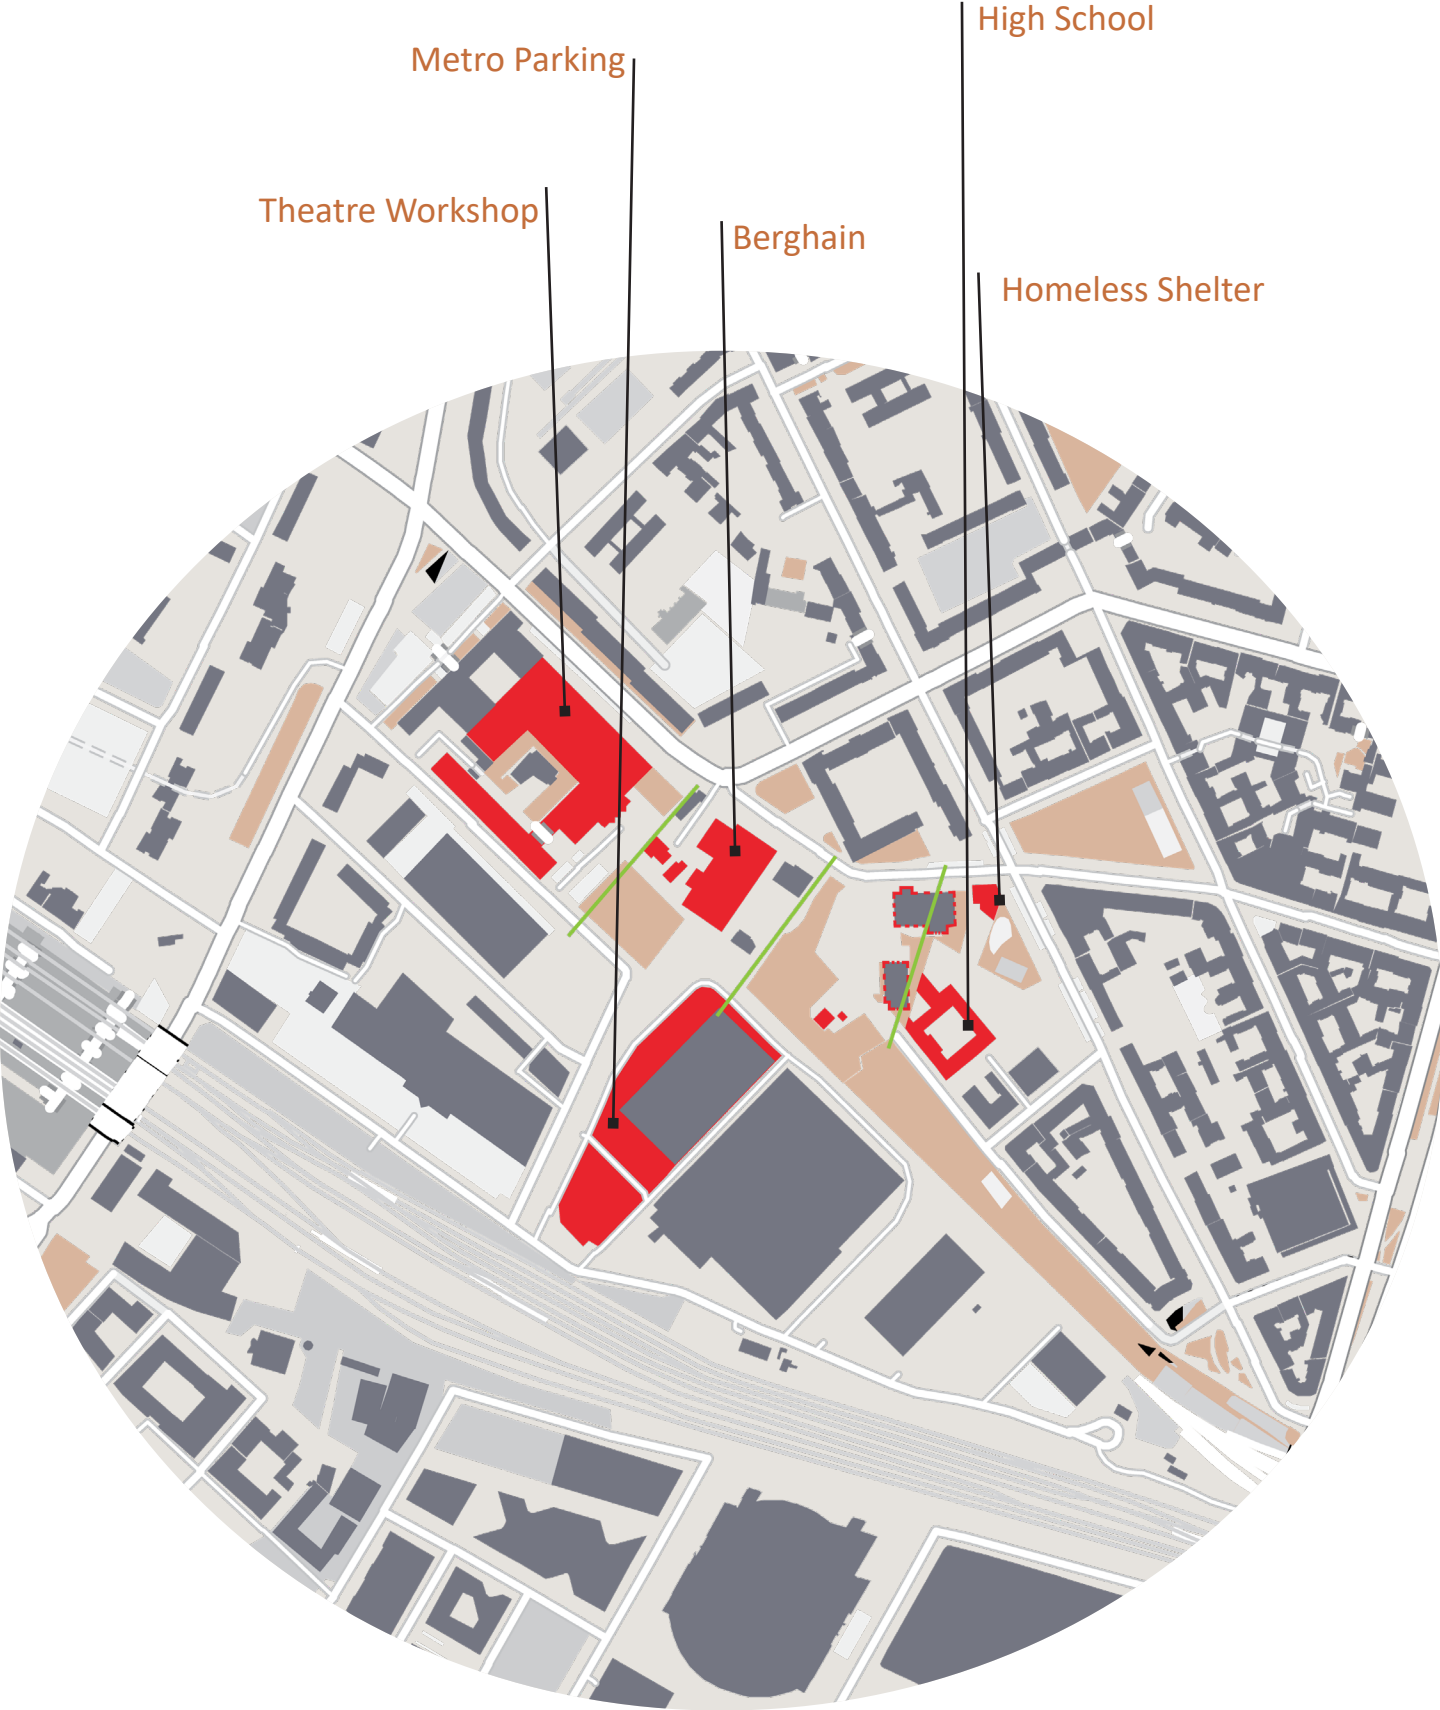 High School
Metro Parking
Theatre Workshop
Berghain
Homeless Shelter